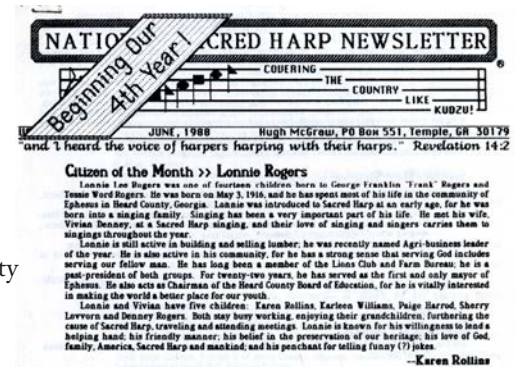 NATIO SACRED HARP NEWSLETTER
Beginning Our
4th Year!
COVERING
THE
COUNTRY
LIKE
KUDZU!
®
JUNE, 1988 Hugh McGraw, PO Box 551, Temple, GA 30179
"and I heard the voice of harpers harping with their harps." Revelation 14:2
Citizen of the Month >> Lonnie Rogers
Lonnie Lee Rogers was one of fourteen children born to George Franklin "Frank" Rogers and
Tessie Word Rogers. He was born on May 3, 1916, and he has spent most of his life in the community of
Ephesus in Heard County, Georgia. Lonnie was introduced to Sacred Harp at an early age, for he was
born into a singing family. Singing has been a very important part of his life. He met his wife,
Vivian Denney, at a Sacred Harp singing, and their love of singing and singers carries them to
singings throughout the year.
Lonnie is still active in building and selling lumber; he was recently named Agri-business leader
of the year. He is also active in his community, for he has a strong sense that serving God includes
serving our fellow man. He has long been a member of the Lions Club and Farm Bureau; he is a
past-president of both groups. For twenty-two years, he has served as the first and only mayor of
Ephesus. He also acts as Chairman of the Heard County Board of Education, for he is vitally interested
in making the world a better place for our youth.
Lonnie and Vivian have five children: Karen Rollins, Earleen Williams, Paige Harrod, Sherry
Lovvorn and Denney Rogers. Both stay busy working, enjoying their grandchildren, furthering the
cause of Sacred Harp, traveling and attending meetings. Lonnie is known for his willingness to lend a
helping hand; his friendly manner; his belief in the preservation of our heritage; his love of God,
family, America, Sacred Harp and mankind; and his penchant for telling funny (?) jokes.
--Karen Rollins
ty